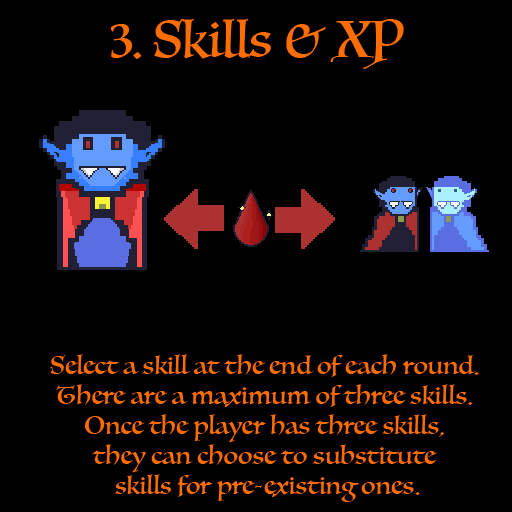 3. Skills & XP
Select a skill at the end of each round.
There are a maximum of three skills.
Once the player has three skills,
they can choose to substitute
skills for pre-existing ones.